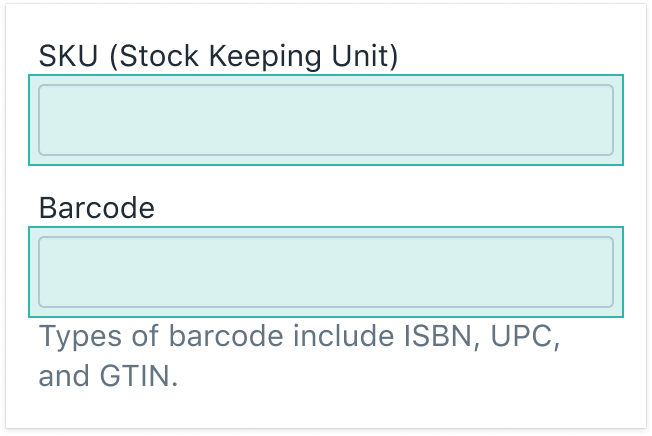 SKU (Stock Keeping Unit)
Barcode
Types of barcode include ISBN, UPC,
and GTIN.